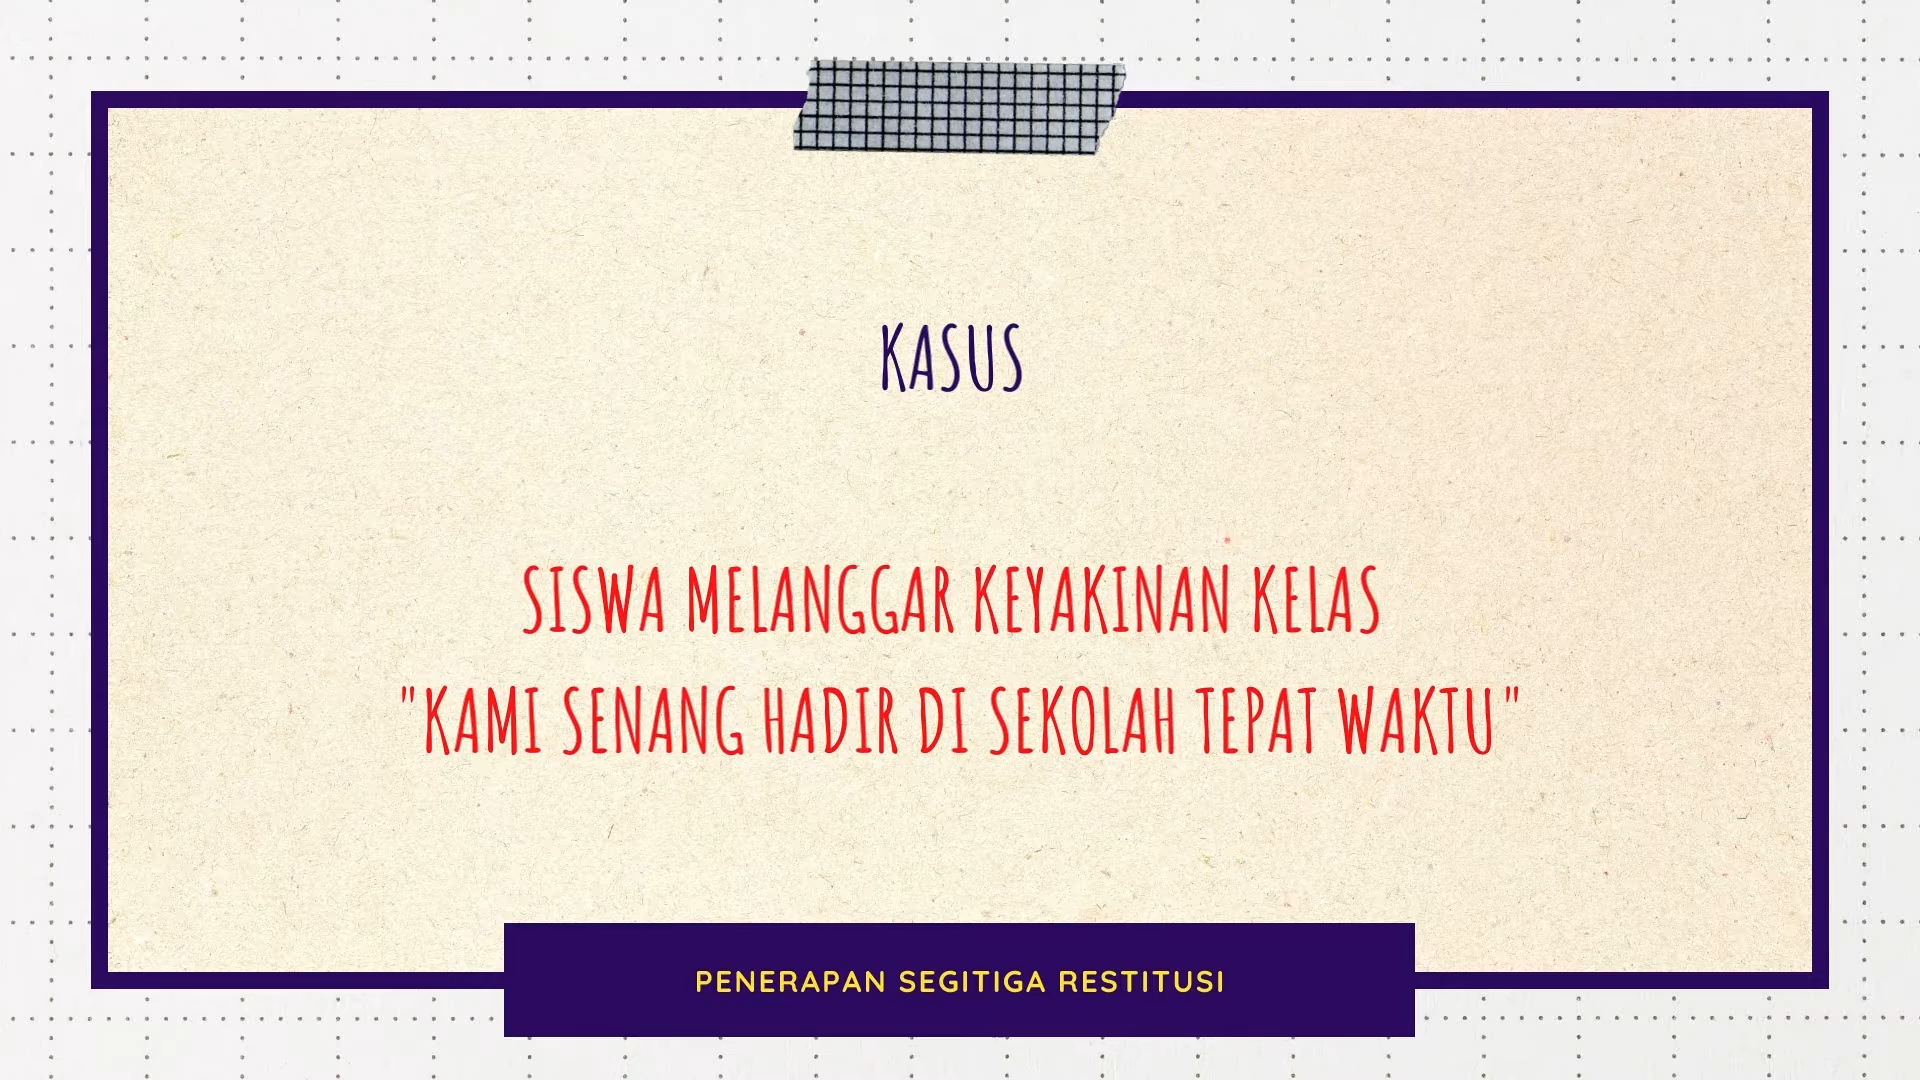 KASUS
SISWA MELANGGAR KEYAKINAN KELAS
"KAMI SENANG HADIR DI SEKOLAH TEPAT WAKTU"
PENERAPAN SEGITIGA RESTITUSI